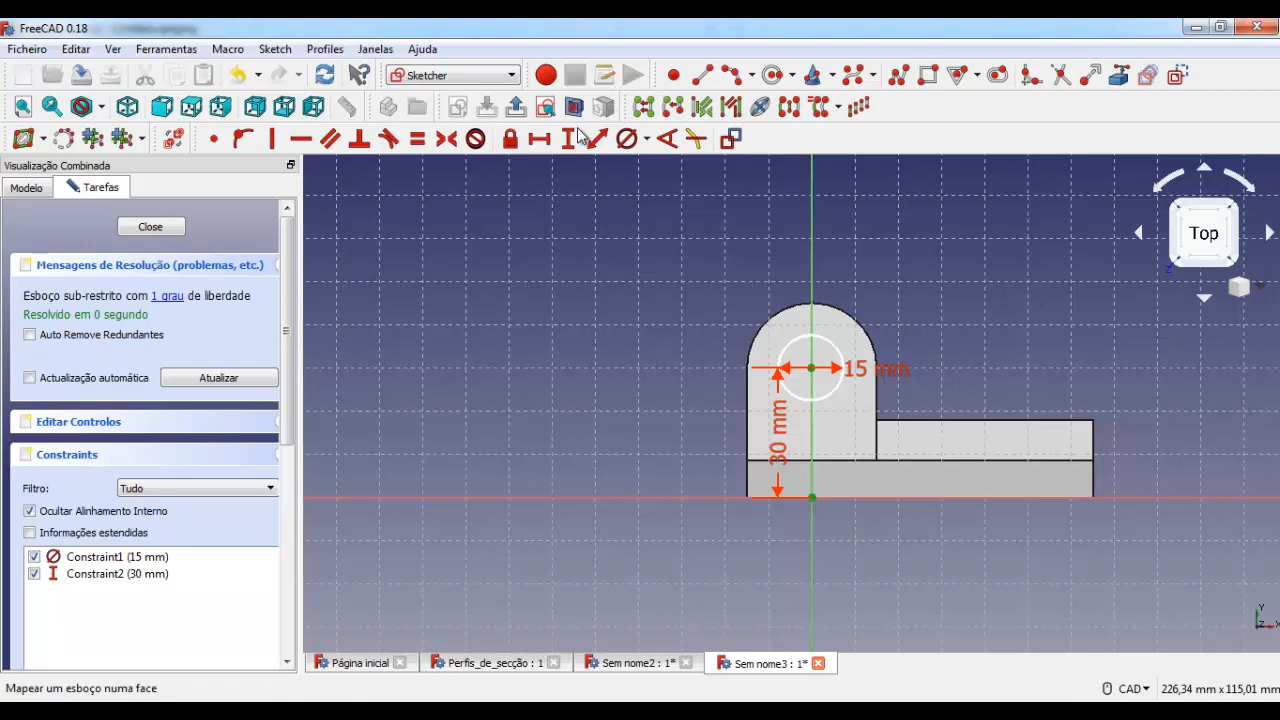 FreeCAD 0.18
Ficheiro Editar Ver Ferramentas Macro Sketch Profiles Janelas Ajuda
Sketcher
Visualização Combinada
Modelo Tarefas
Close
Mensagens de Resolução (problemas, etc.)
Esboço sub-restrito com 1 grau de liberdade
Resolvido em 0 segundo
Auto Remove Redundantes
Actualização automática Atualizar
Editar Controlos
Constraints
Filtro: Tudo
Ocultar Alinhamento Interno
Informações estendidas
Constraint1 (15 mm)
Constraint2 (30 mm)
Top
15 mm
30 mm
Y
Z X
Z
Página inicial Perfis_de_secção : 1 Sem nome2 : 1* Sem nome3 : 1*
Mapear um esboço numa face CAD 226,34 mm x 115,01 mm